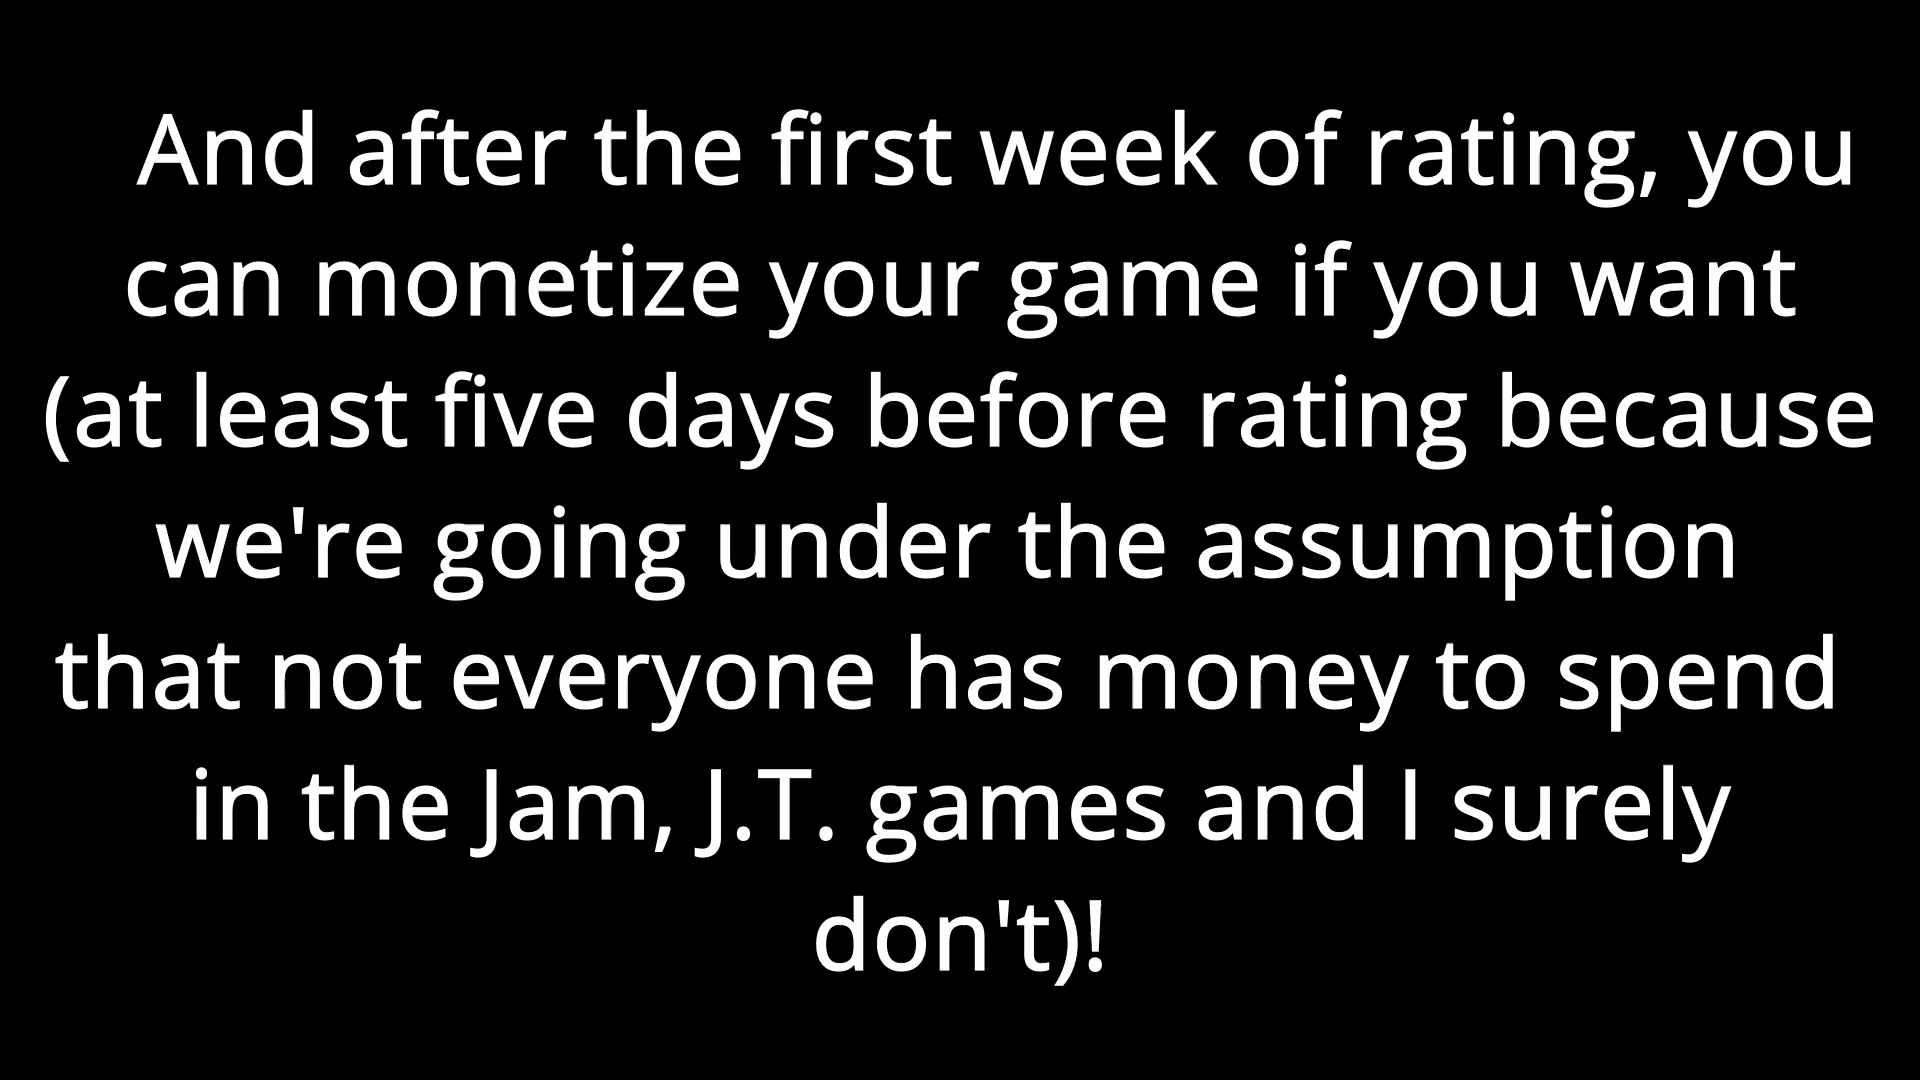 And after the first week of rating, you
can monetize your game if you want
(at least five days before rating because
we're going under the assumption
that not everyone has money to spend
in the Jam, J.T. games and I surely
don't)!